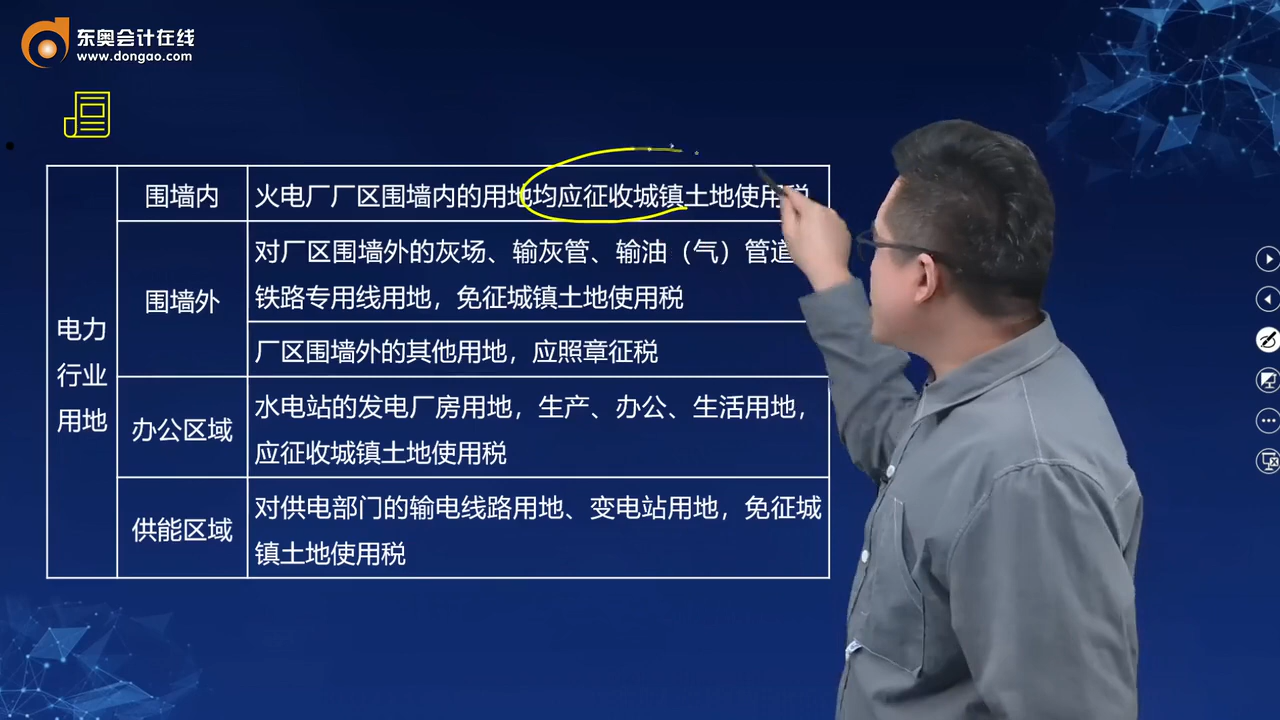 东奥会计在线
www.dongao.com
电力
行业
用地
围墙内
火电厂厂区围墙内的用地均应征收城镇土地使用税
围墙外
对厂区围墙外的灰场、输灰管、输油（气）管道
铁路专用线用地，免征城镇土地使用税
厂区围墙外的其他用地，应照章征税
办公区域
水电站的发电厂房用地，生产、办公、生活用地，
应征收城镇土地使用税
供能区域
对供电部门的输电线路用地、变电站用地，免征城
镇土地使用税